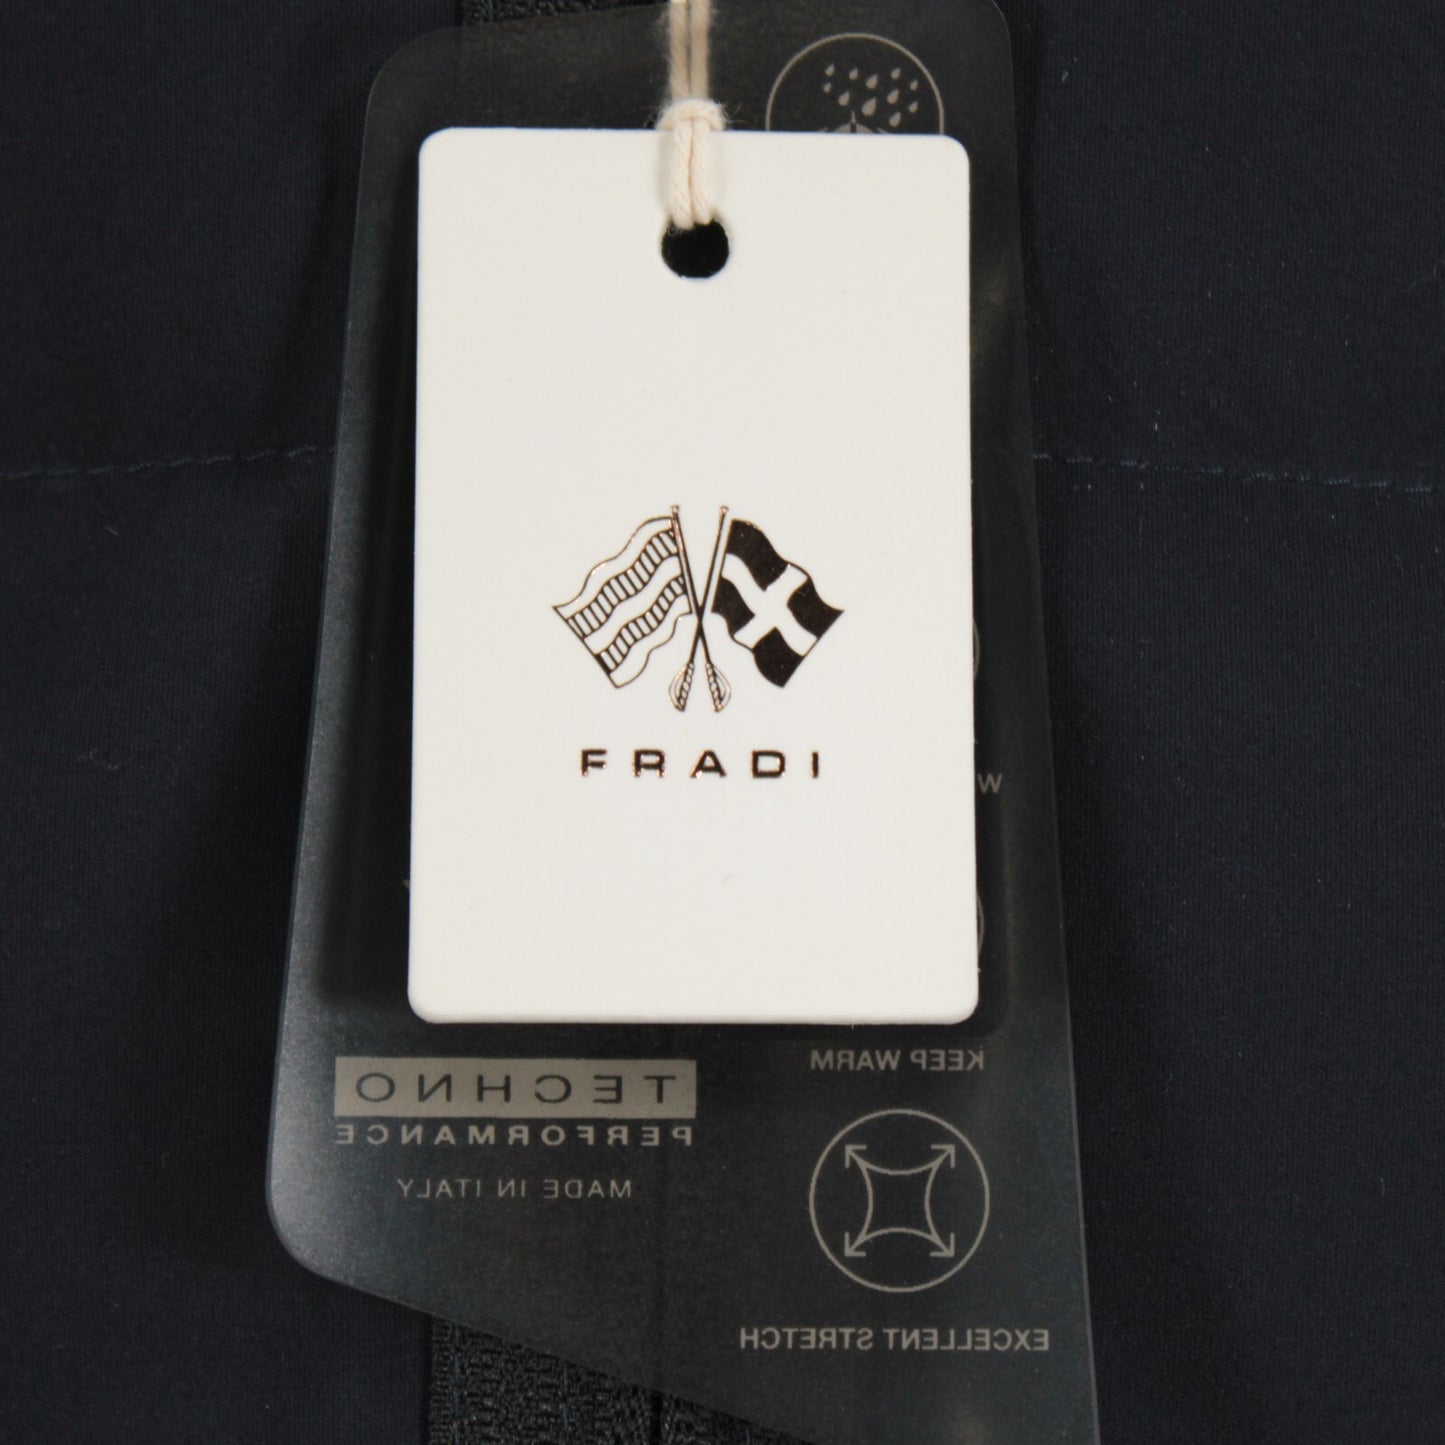 FRADI
W
KEEP WARM
TECHNO
PERFORMANCE
MADE IN ITALY
EXCELLENT STRETCH